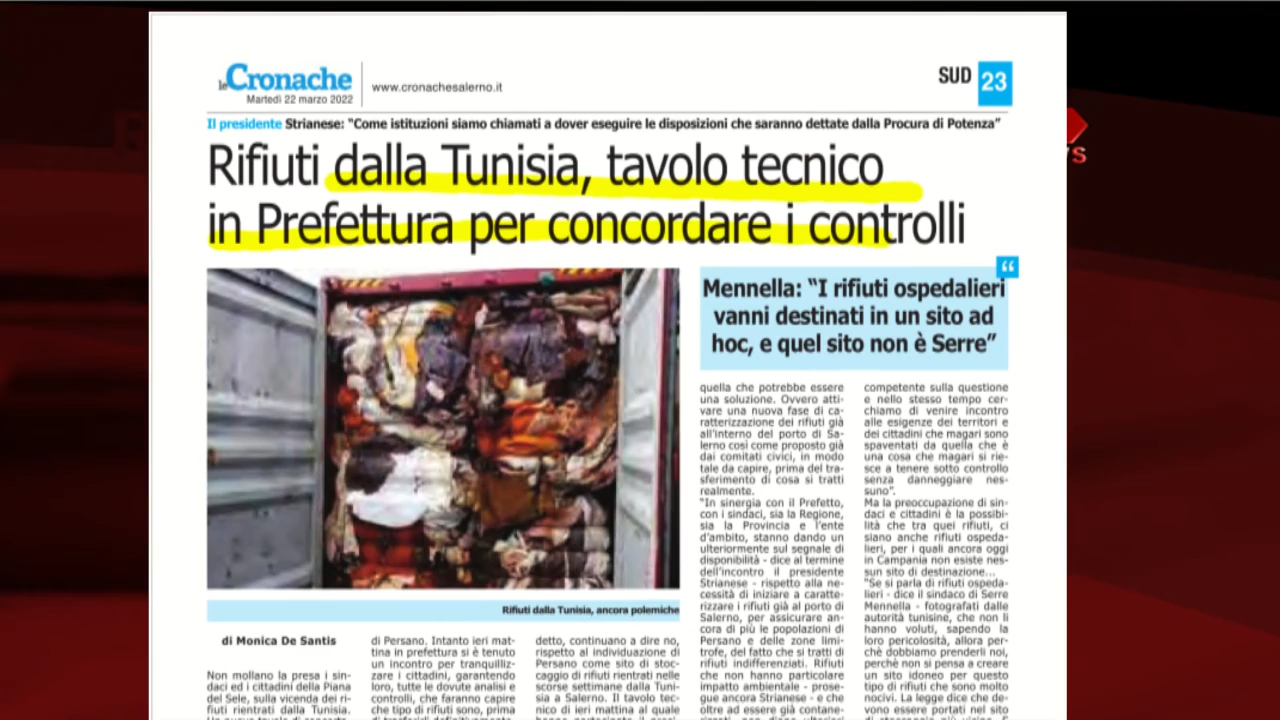 le Cronache
Martedì 22 marzo 2022
www.cronachesalerno.it
SUD 23
Il presidente Strianese: "Come istituzioni siamo chiamati a dover eseguire le disposizioni che saranno dettate dalla Procura di Potenza"
Rifiuti dalla Tunisia, tavolo tecnico
in Prefettura per concordare i controlli
“
Mennella: “I rifiuti ospedalieri
vanni destinati in un sito ad
hoc, e quel sito non è Serre”
Rifiuti dalla Tunisia, ancora polemiche
di Monica De Santis
Non mollano la presa i sin-
daci ed i cittadini della Piana
del Sele, sulla vicenda dei ri-
fiuti rientrati dalla Tunisia.
di Persano. Intanto ieri mat-
tina in prefettura si è tenuto
un incontro per tranquilliz-
zare i cittadini, garantendo
loro, tutte le dovute analisi e
controlli, che faranno capire
che tipo di rifiuti sono, prima
detto, continuano a dire no,
rispetto al individuazione di
Persano come sito di stoc-
caggio di rifiuti rientrati nelle
scorse settimane dalla Tuni-
sia a Salerno. Il tavolo tec-
nico di ieri mattina al quale
quella che potrebbe essere
una soluzione. Ovvero atti-
vare una nuova fase di ca-
ratterizzazione dei rifiuti già
all'interno del porto di Sa-
lerno così come proposto già
dai comitati civici, in modo
tale da capire, prima del tra-
sferimento di cosa si tratti
realmente.
"In sinergia con il Prefetto,
con i sindaci, sia la Regione,
sia la Provincia e l'ente
d'ambito, stanno dando un
ulteriormente sul segnale di
disponibilità - dice al termine
dell'incontro il presidente
Strianese - rispetto alla ne-
cessità di iniziare a caratte-
rizzare i rifiuti già al porto di
Salerno, per assicurare an-
cora di più le popolazioni di
Persano e delle zone limi-
trofe, del fatto che si tratti di
rifiuti indifferenziati. Rifiuti
che non hanno particolare
impatto ambientale - prose-
gue ancora Strianese - e che
oltre ad essere già contane-
competente sulla questione
e nello stesso tempo cer-
chiamo di venire incontro
alle esigenze dei territori e
dei cittadini che magari sono
spaventati da quella che è
una cosa che magari si rie-
sce a tenere sotto controllo
senza danneggiare nes-
suno".
Ma la preoccupazione di sin-
daci e cittadini è la possibi-
lità che tra quei rifiuti, ci
siano anche rifiuti ospeda-
lieri, per i quali ancora oggi
in Campania non esiste nes-
sun sito di destinazione...
"Se si parla di rifiuti ospeda-
lieri - dice il sindaco di Serre
Mennella - fotografati dalle
autorità tunisine, che non li
hanno voluti, sapendo la
loro pericolosità, allora per-
chè dobbiamo prenderli noi,
perchè non si pensa a creare
un sito idoneo per questo
tipo di rifiuti che sono molto
nocivi. La legge dice che de-
vono essere portati nel sito